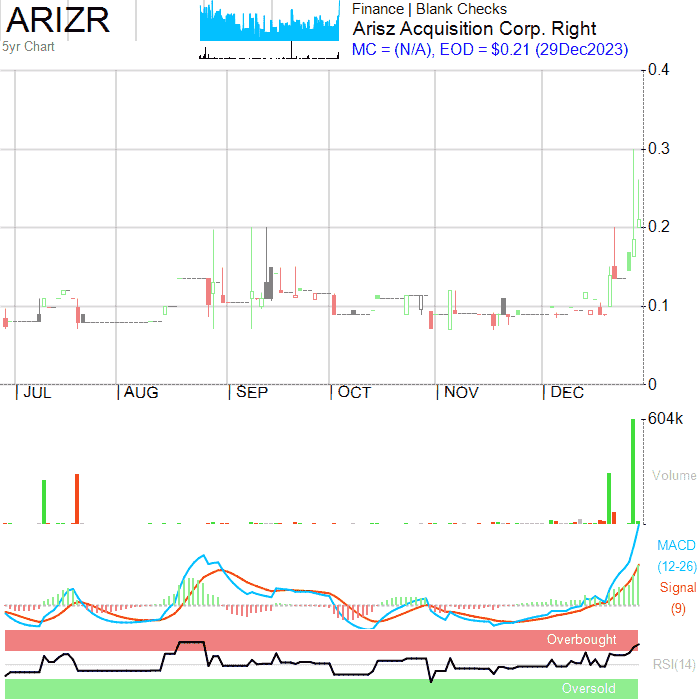 ARIZR
5yr Chart
Finance | Blank Checks
Arisz Acquisition Corp. Right
MC = (N/A), EOD = $0.21 (29Dec2023)
0.4
0.3
0.2
0.1
0
JUL
AUG
SEP
OCT
NOV
DEC
604k
Volume
MACD
(12-26)
Signal
(9)
Overbought
RSI(14)
Oversold